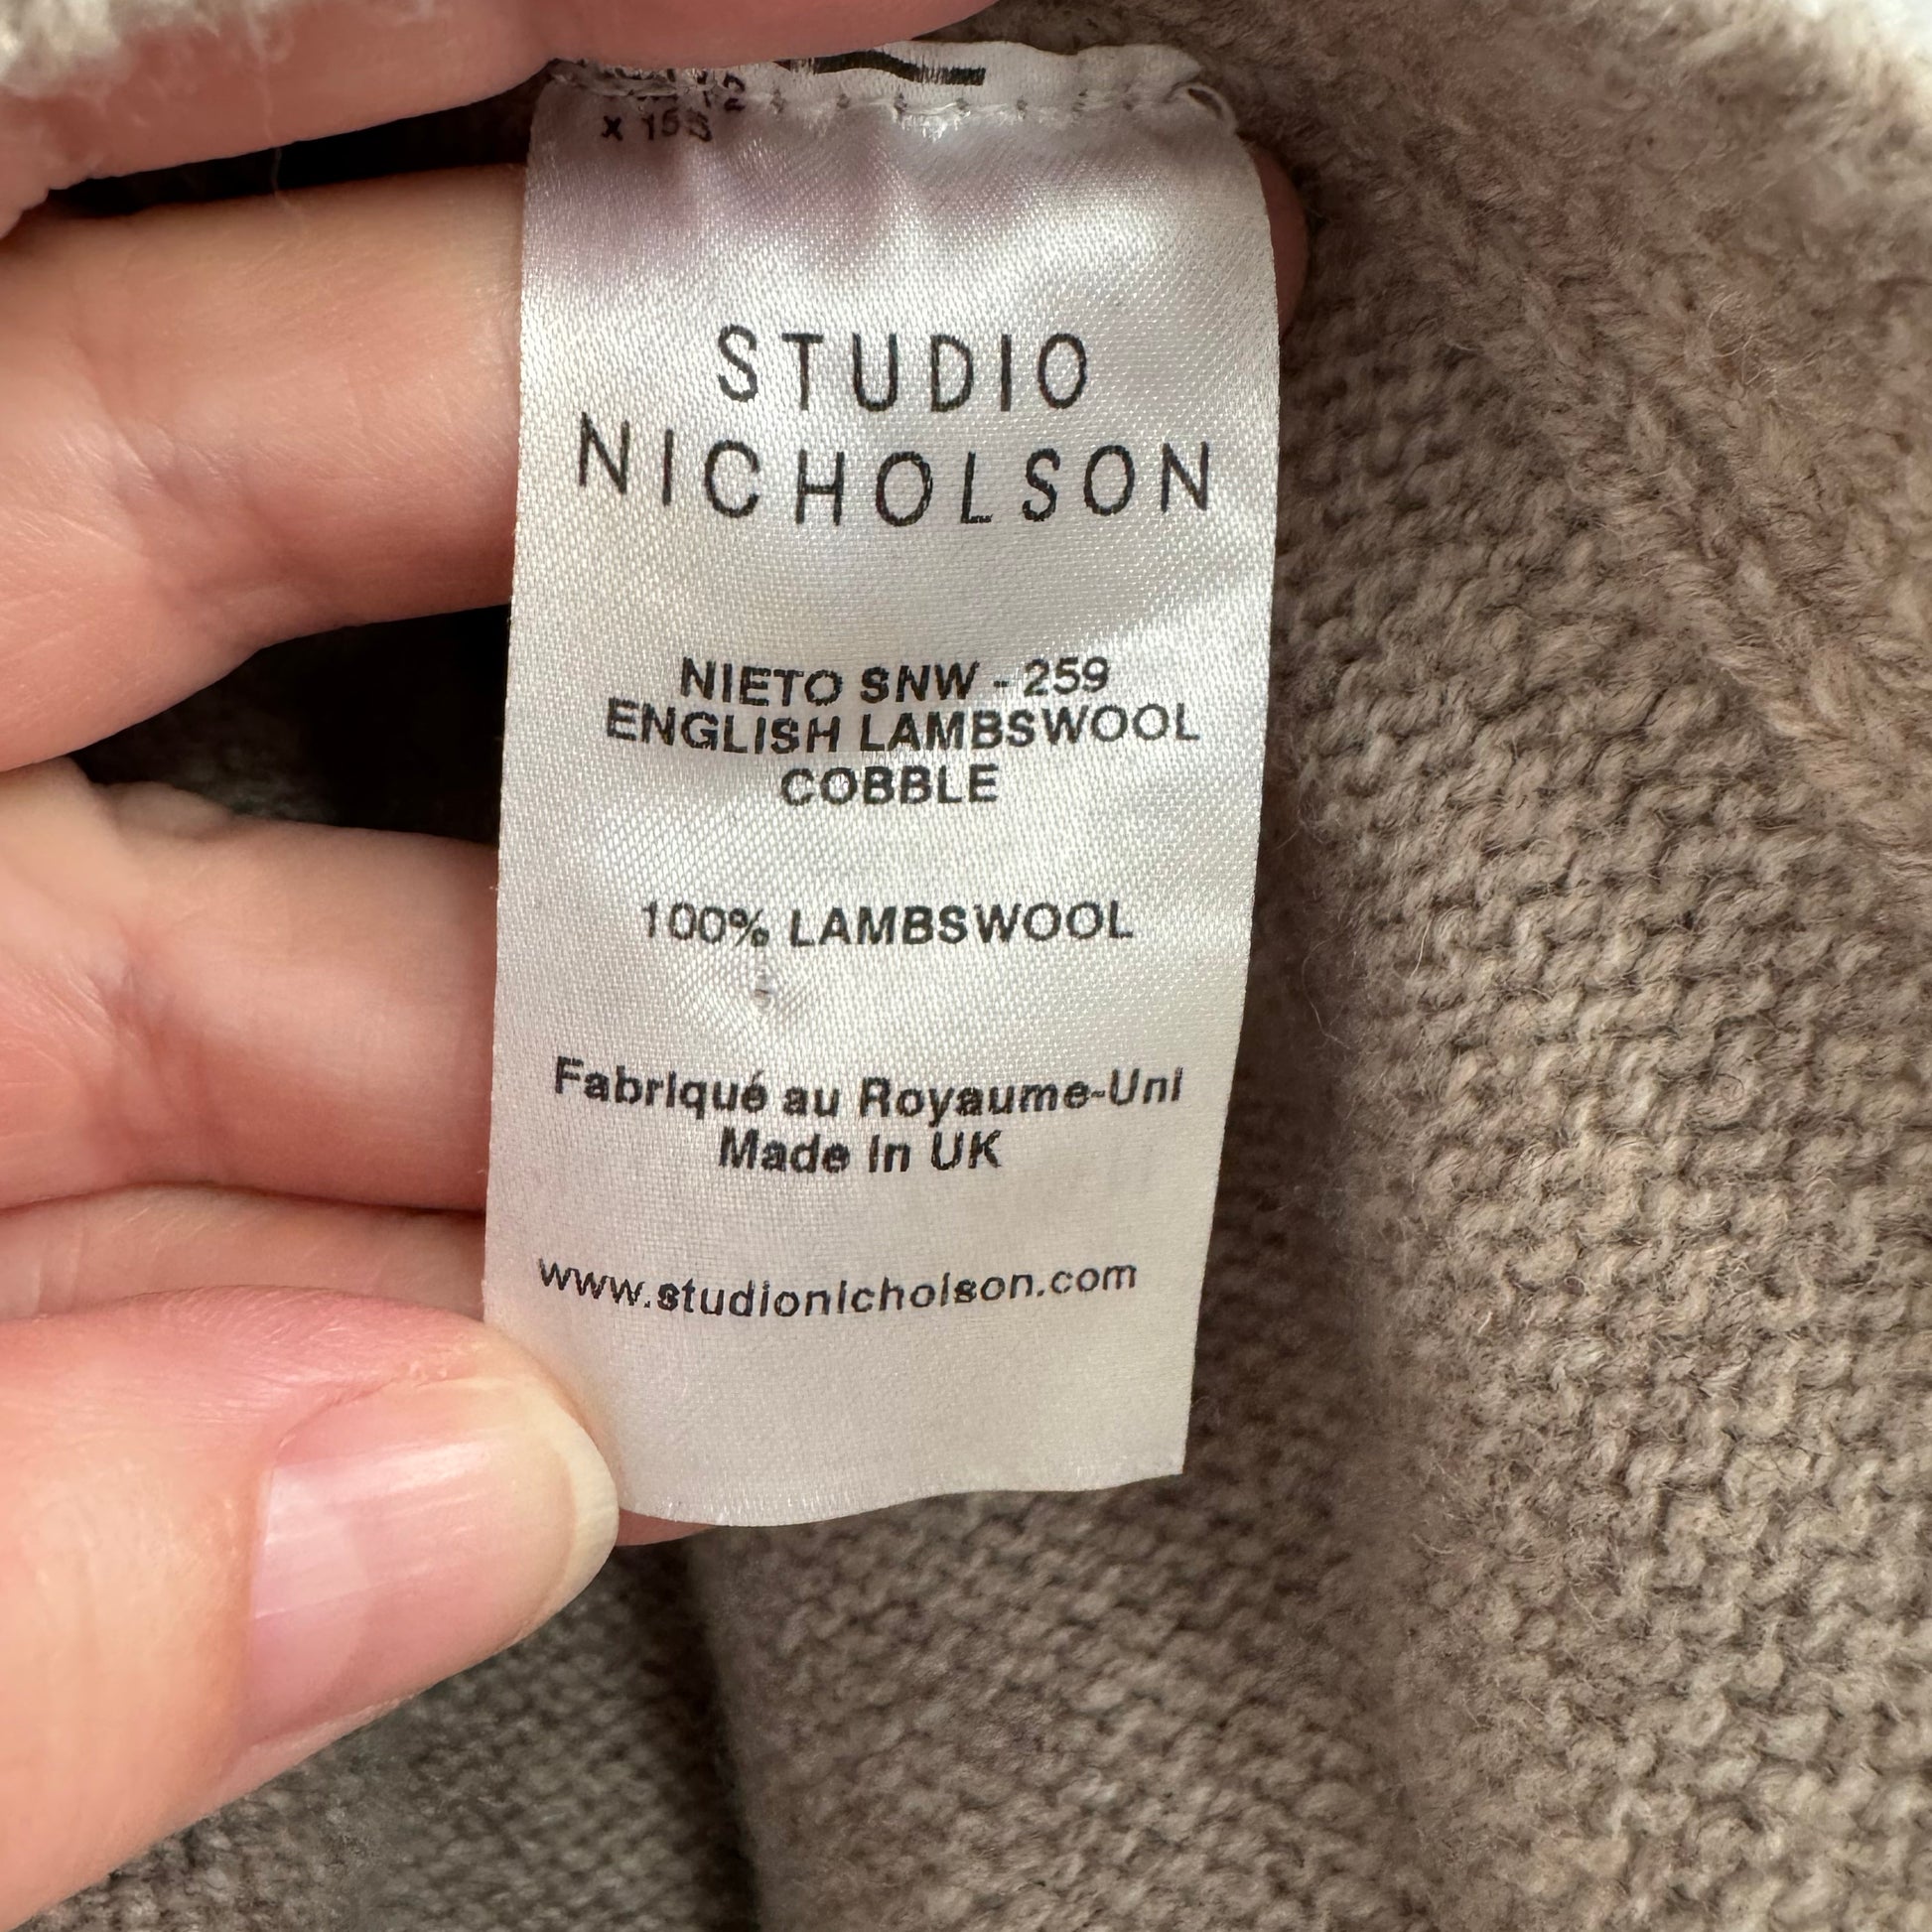 STUDIO
NICHOLSON
NIETO SNW - 259
ENGLISH LAMBSWOOL
COBBLE
100% LAMBSWOOL
Fabriqué au Royaume-Uni
Made in UK
www.studionicholson.com